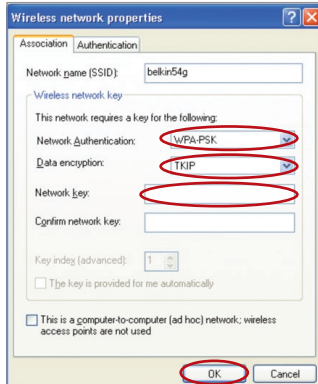 Wireless network properties
Association Authentication
Network name (SSID): belkin54g
Wireless network key
This network requires a key for the following:
Network Authentication: WPA-PSK
Data encryption: TKIP
Network key:
Confirm network key:
Key index (advanced): 1
The key is provided for me automatically
This is a computer-to-computer (ad hoc) network; wireless
access points are not used
OK Cancel